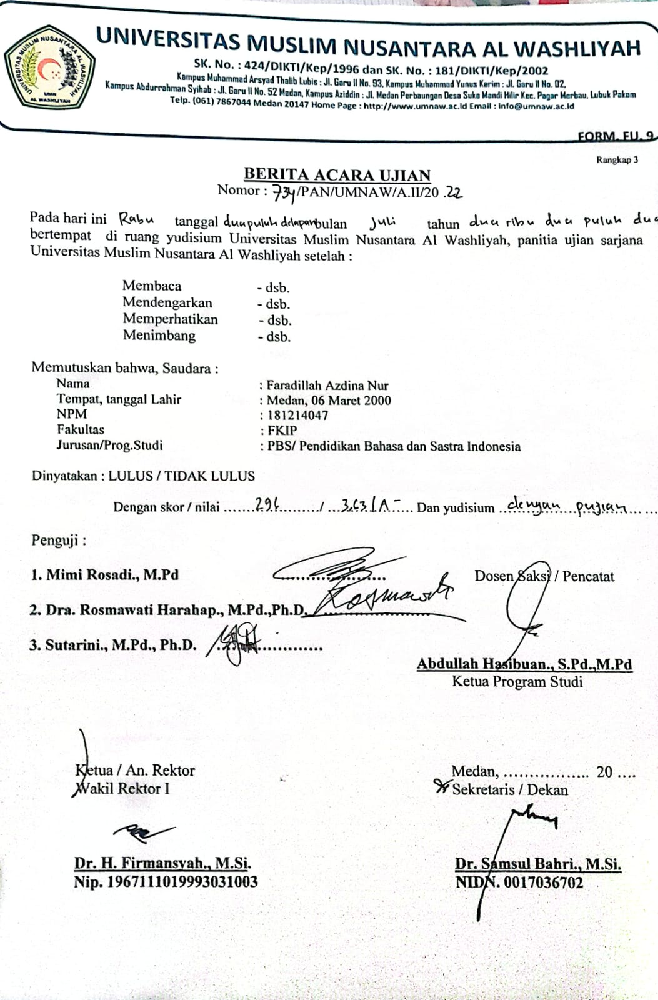 UNIVERSITAS MUSLIM NUSANTARA AL WASHLIYAH
SK. No. : 424/DIKTI/Kep/1996 dan SK. No. : 181/DIKTI/Kep/2002
Kampus Muhammad Arsyad Thalib Lubis : Jl. Garu II No. 93, Kampus Muhammad Yunus Karim : Jl. Garu II No. 02,
Kampus Abdurrahman Syihab : Jl. Garu II No. 52 Medan, Kampus Aziddin : Jl. Medan Perbaungan Desa Suka Mandi Hilir Kec. Pagar Merbau, Lubuk Pakam
Telp. (061) 7867044 Medan 20147 Home Page : http://www.umnaw.ac.id Email : info@umnaw.ac.id
UNIVERSITAS MUSLIM NUSANTARA AL WASHLIYAH
UMN
AL WASHLIYAH
FORM. FU. 9
Rangkap 3
BERITA ACARA UJIAN
Nomor : 734/PAN/UMNAW/A.II/20 .22
Pada hari ini Rabu tanggal duapuluh delapan bulan Juli tahun dua ribu dua puluh dua
bertempat di ruang yudisium Universitas Muslim Nusantara Al Washliyah, panitia ujian sarjana
Universitas Muslim Nusantara Al Washliyah setelah :
Membaca - dsb.
Mendengarkan - dsb.
Memperhatikan - dsb.
Menimbang - dsb.
Memutuskan bahwa, Saudara :
Nama : Faradillah Azdina Nur
Tempat, tanggal Lahir : Medan, 06 Maret 2000
NPM : 181214047
Fakultas : FKIP
Jurusan/Prog.Studi : PBS/ Pendidikan Bahasa dan Sastra Indonesia
Dinyatakan : LULUS / TIDAK LULUS
Dengan skor / nilai .......296........./ ...3,63/A-..... Dan yudisium ..dengan....pujian......
Penguji :
1. Mimi Rosadi., M.Pd
Dosen Saksi / Pencatat
2. Dra. Rosmawati Harahap., M.Pd.,Ph.D.
3. Sutarini., M.Pd., Ph.D.
Abdullah Hasibuan., S.Pd.,M.Pd
Ketua Program Studi
Ketua / An. Rektor
Wakil Rektor I
Medan, ................. 20 ....
Sekretaris / Dekan
Dr. H. Firmansyah., M.Si.
Nip. 1967111019993031003
Dr. Samsul Bahri., M.Si.
NIDN. 0017036702